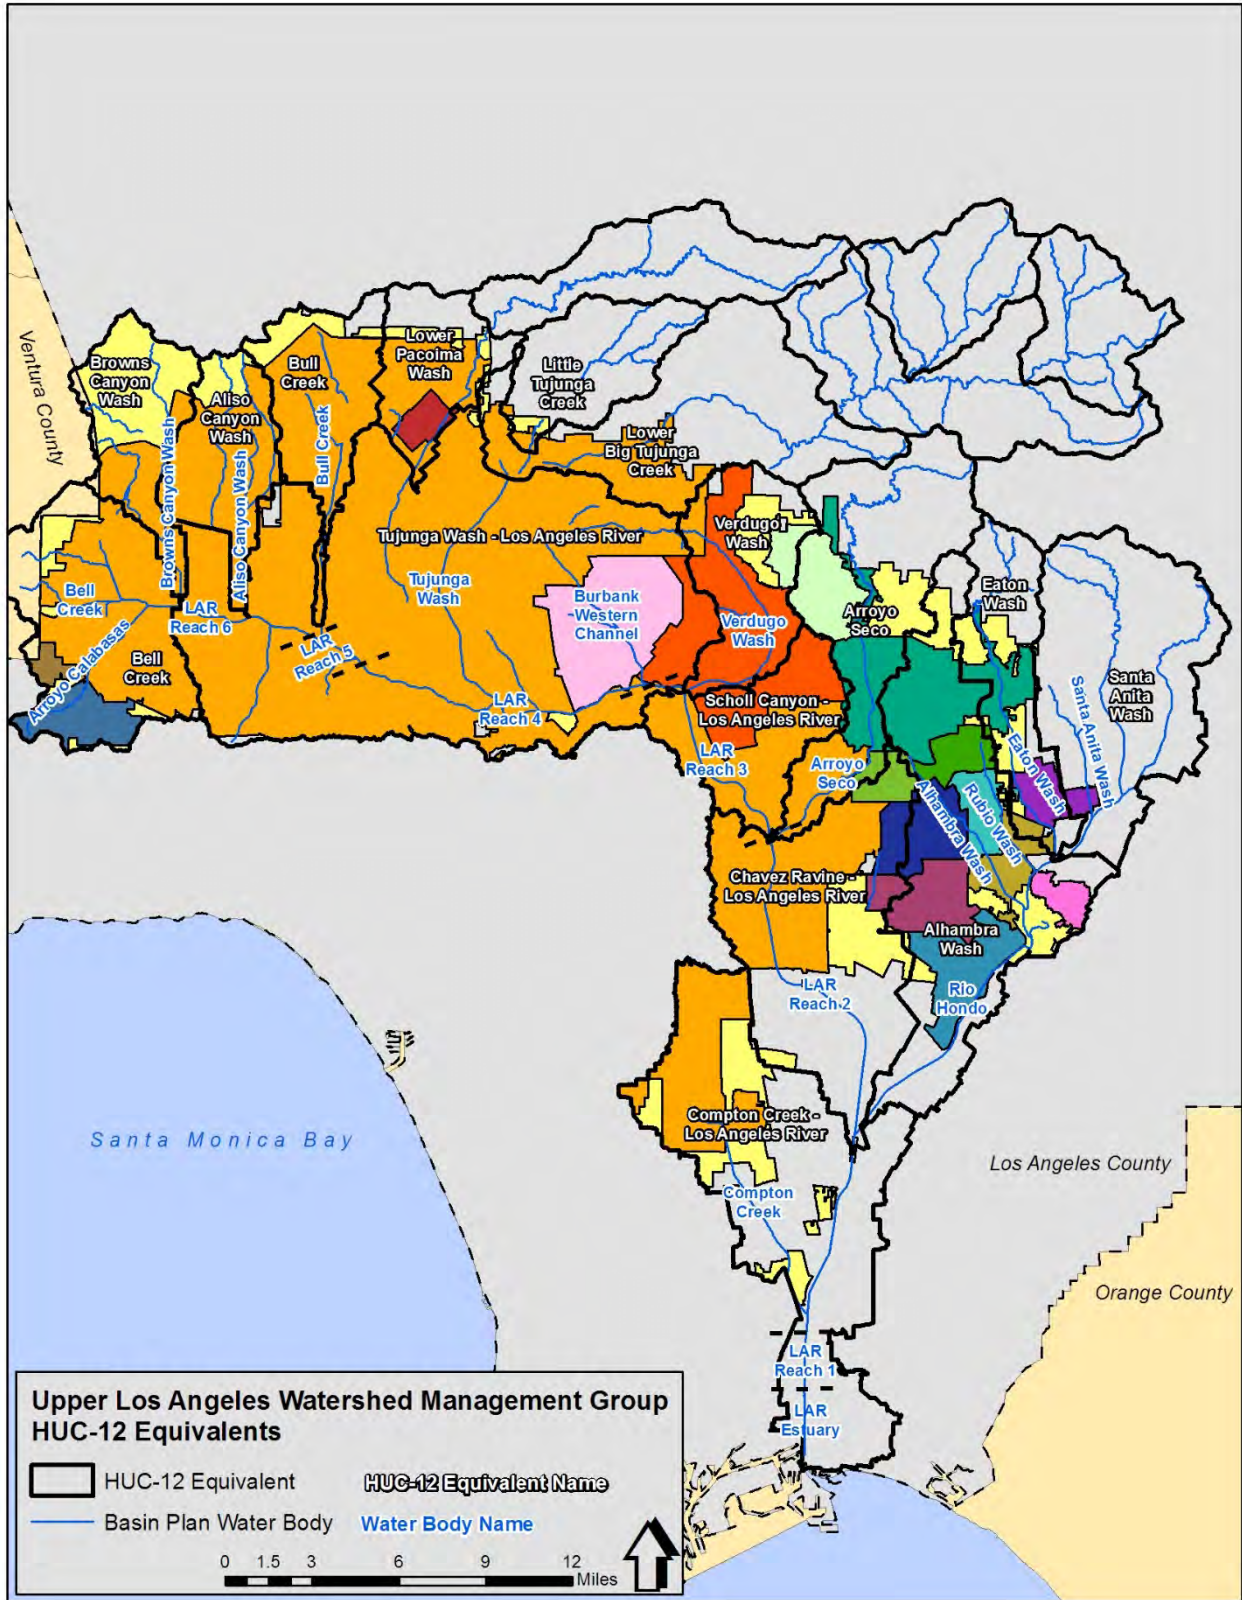 Ventura County
Browns
Canyon
Wash
Aliso
Canyon
Wash
Bull
Creek
Lower
Pacoima
Wash
Little
Tujunga
Creek
Lower
Big Tujunga
Creek
Browns Canyon Wash
Aliso Canyon Wash
Bull Creek
Tujunga Wash - Los Angeles River
Verdugo
Wash
Bell
Creek
LAR
Reach 6
Tujunga
Wash
Burbank
Western
Channel
Verdugo
Wash
Arroyo
Seco
Eaton
Wash
Arroyo Calabasas
Bell
Creek
LAR
Reach 5
LAR
Reach 4
Scholl Canyon -
Los Angeles River
Santa
Anita
Wash
Santa Anita Wash
LAR
Reach 3
Arroyo
Seco
Eaton Wash
Rubio Wash
Alhambra Wash
Chavez Ravine -
Los Angeles River
Alhambra
Wash
LAR
Reach 2
Rio
Hondo
Compton Creek -
Los Angeles River
Santa Monica Bay
Los Angeles County
Compton
Creek
Orange County
LAR
Reach 1
LAR
Estuary
Upper Los Angeles Watershed Management Group
HUC-12 Equivalents
HUC-12 Equivalent
HUC-12 Equivalent Name
Basin Plan Water Body
Water Body Name
0 1.5 3 6 9 12
Miles